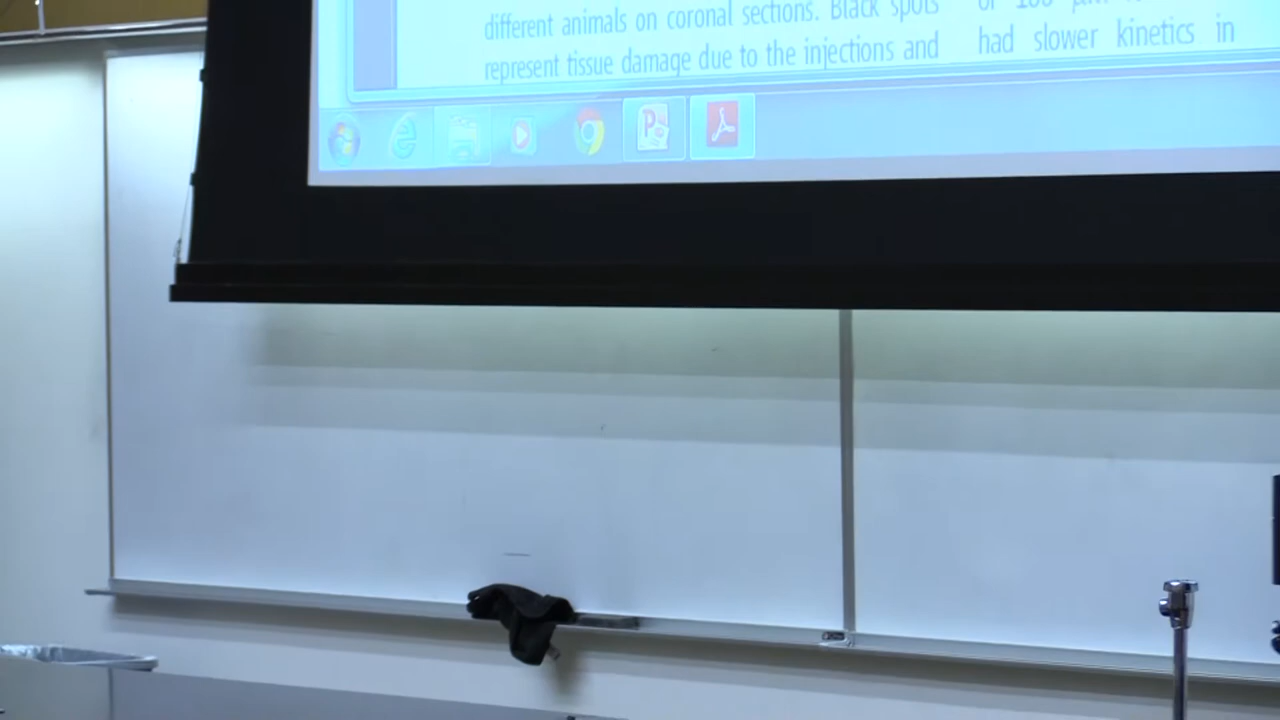 different animals on coronal sections. Black spots
represent tissue damage due to the injections and
had slower kinetics in